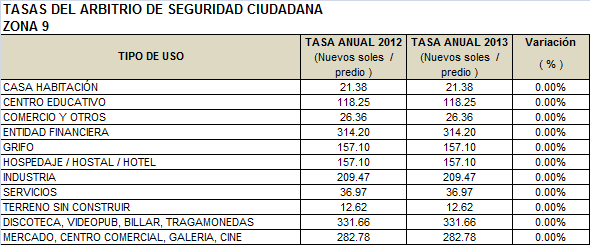 TASAS DEL ARBITRIO DE SEGURIDAD CIUDADANA
ZONA 9
TIPO DE USO TASA ANUAL 2012 (Nuevos soles / predio ) TASA ANUAL 2013 (Nuevos soles / predio ) Variación ( % )
CASA HABITACIÓN 21.38 21.38 0.00%
CENTRO EDUCATIVO 118.25 118.25 0.00%
COMERCIO Y OTROS 26.36 26.36 0.00%
ENTIDAD FINANCIERA 314.20 314.20 0.00%
GRIFO 157.10 157.10 0.00%
HOSPEDAJE / HOSTAL / HOTEL 157.10 157.10 0.00%
INDUSTRIA 209.47 209.47 0.00%
SERVICIOS 36.97 36.97 0.00%
TERRENO SIN CONSTRUIR 12.62 12.62 0.00%
DISCOTECA, VIDEOPUB, BILLAR, TRAGAMONEDAS 331.66 331.66 0.00%
MERCADO, CENTRO COMERCIAL, GALERIA, CINE 282.78 282.78 0.00%